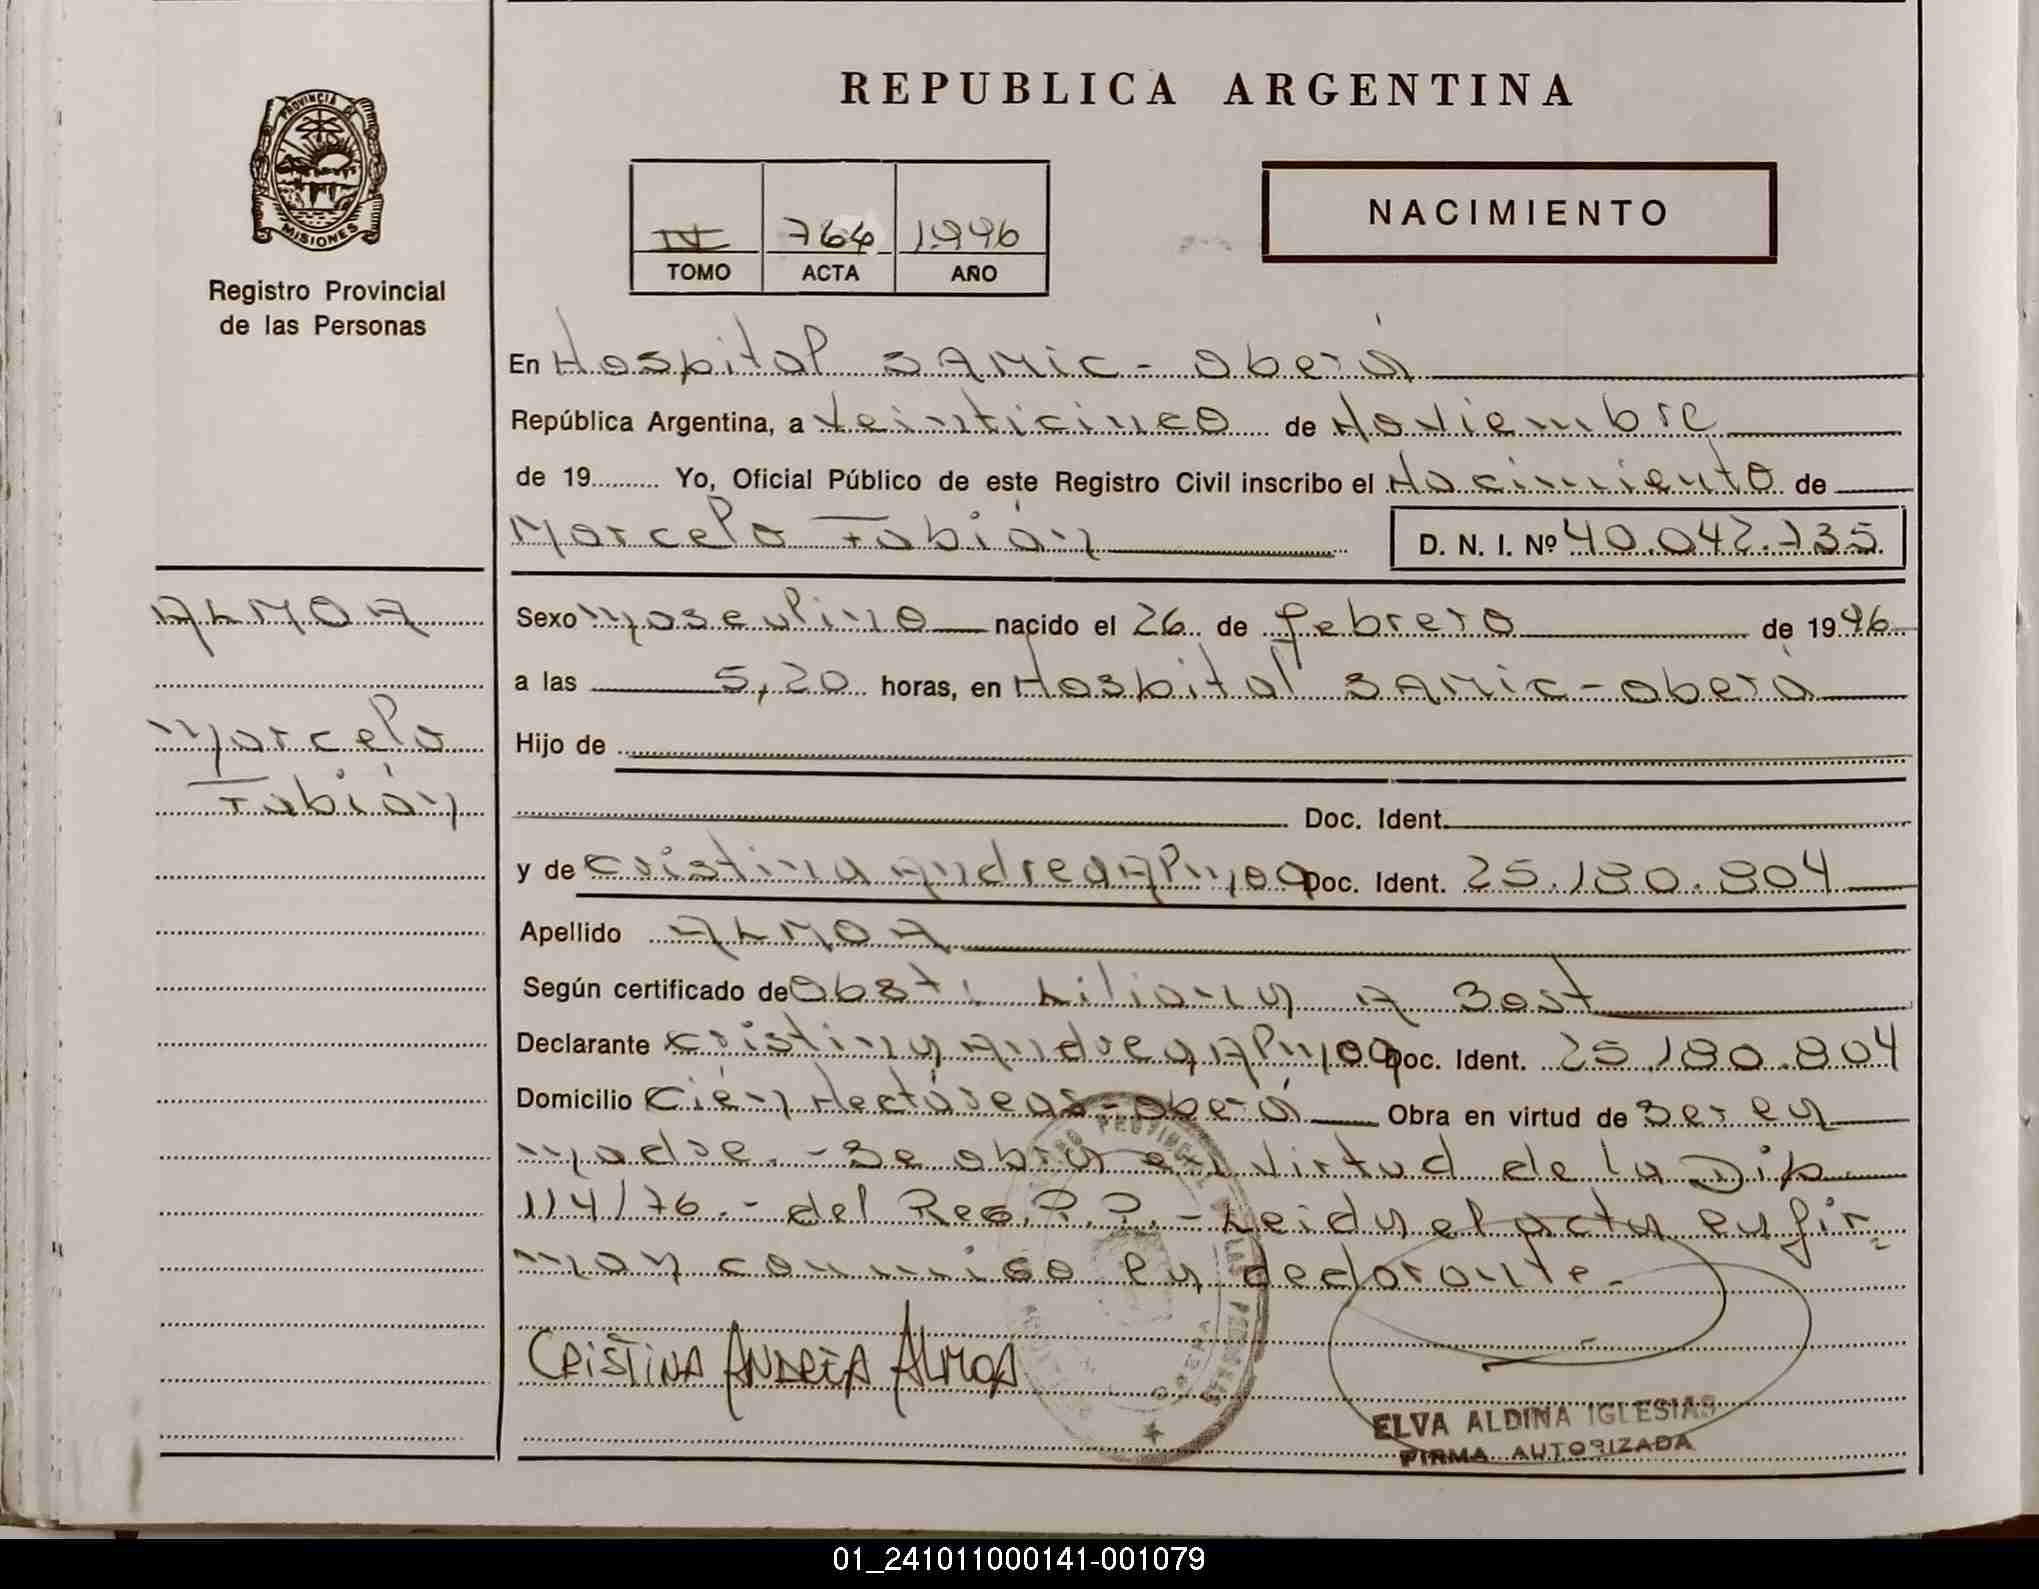 REPUBLICA ARGENTINA
PROVINCIA DE MISIONES
Registro Provincial
de las Personas
NACIMIENTO
IV 764 1996
TOMO ACTA AÑO
En Hospital SAMIC - Oberá
República Argentina, a Veinticinco de Noviembre
de 19 Yo, Oficial Público de este Registro Civil inscribo el Nacimiento de
Marcelo Fabián D. N. I. Nº 40.042.735
ALMOA
Marcelo
Fabián
Sexo Masculino nacido el 26 de febrero de 1996
a las 5,20 horas, en Hospital SAMIC - Oberá
Hijo de
Doc. Ident.
y de Cristina Andrea Almoa Doc. Ident. 25.180.804
Apellido ALMOA
Según certificado de Obst: Liliana A Bast
Declarante Cristina Andrea Almoa Doc. Ident. 25.180.804
Domicilio Cién Hectáreas - Oberá Obra en virtud de ser la
madre. - Se obra en virtud de la Disp
114/76. - del Reg. P. P. - Leida el acta la fir
man conmigo la declarante. -
CRISTINA ANDREA ALMOA
ELVA ALDINA IGLESIAS
FIRMA AUTORIZADA
01_241011000141-001079